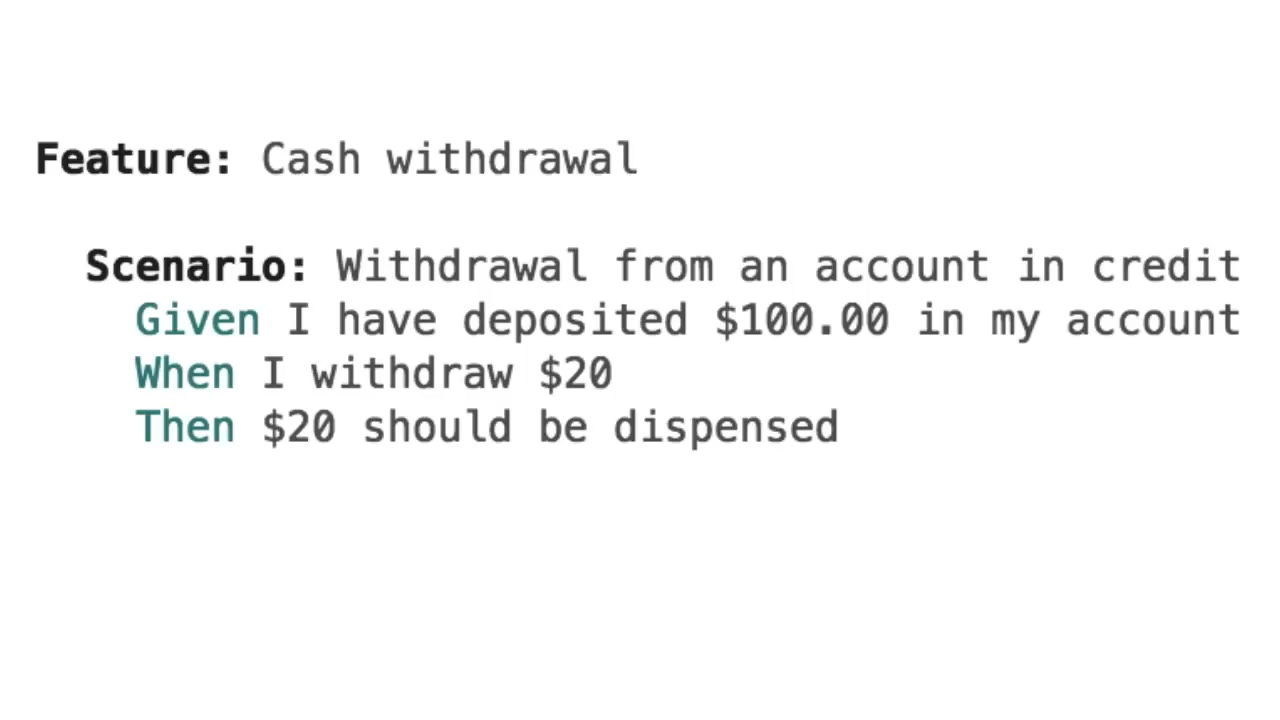 Feature: Cash withdrawal
Scenario: Withdrawal from an account in credit
Given I have deposited $100.00 in my account
When I withdraw $20
Then $20 should be dispensed